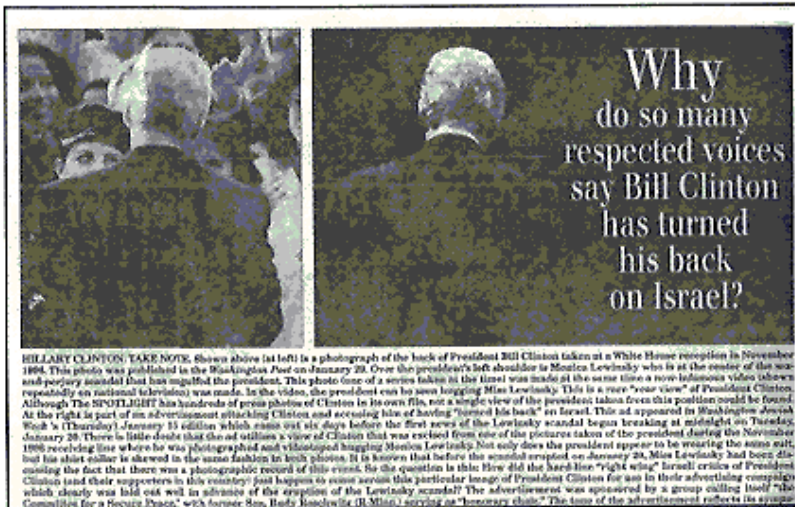 Why
do so many
respected voices
say Bill Clinton
has turned
his back
on Israel?
HILLARY CLINTON, TAKE NOTE. Shown above (at left) is a photograph of the back of President Bill Clinton taken at a White House reception in November
1996. This photo was published in the Washington Post on January 29. Over the president's left shoulder is Monica Lewinsky who is at the center of the sex-
and-perjury scandal that has engulfed the president. This photo (one of a series taken at the time) was made at the same time a now-infamous video (shown
repeatedly on national television) was made. In the video, the president can be seen hugging Miss Lewinsky. This is a rare "rear view" of President Clinton.
Although The SPOTLIGHT has hundreds of press photos of Clinton in its own files, not a single view of the president taken from this position could be found.
At the right is part of an advertisement attacking Clinton and accusing him of having "turned his back" on Israel. This ad appeared in Washington Jewish
Week's (Thursday) January 15 edition which came out six days before the first news of the Lewinsky scandal began breaking at midnight on Tuesday,
January 20. There is little doubt that the ad utilizes a view of Clinton that was excised from one of the pictures taken of the president during the November
1996 receiving line where he was photographed and videotaped hugging Monica Lewinsky. Not only does the president appear to be wearing the same suit,
but his shirt collar is skewed in the same fashion in both photos. It is known that before the scandal erupted on January 20, Miss Lewinsky had been dis-
cussing the fact that there was a photographic record of this event. So the question is this: How did the hard-line "right wing" Israeli critics of President
Clinton (and their supporters in this country) just happen to come across this particular image of President Clinton for use in their advertising campaign
which clearly was laid out well in advance of the eruption of the Lewinsky scandal? The advertisement was sponsored by a group calling itself "the
Committee for a Secure Peace," with former Sen. Rudy Boschwitz (R-Minn.) serving as "honorary chair." The tone of the advertisement reflects its